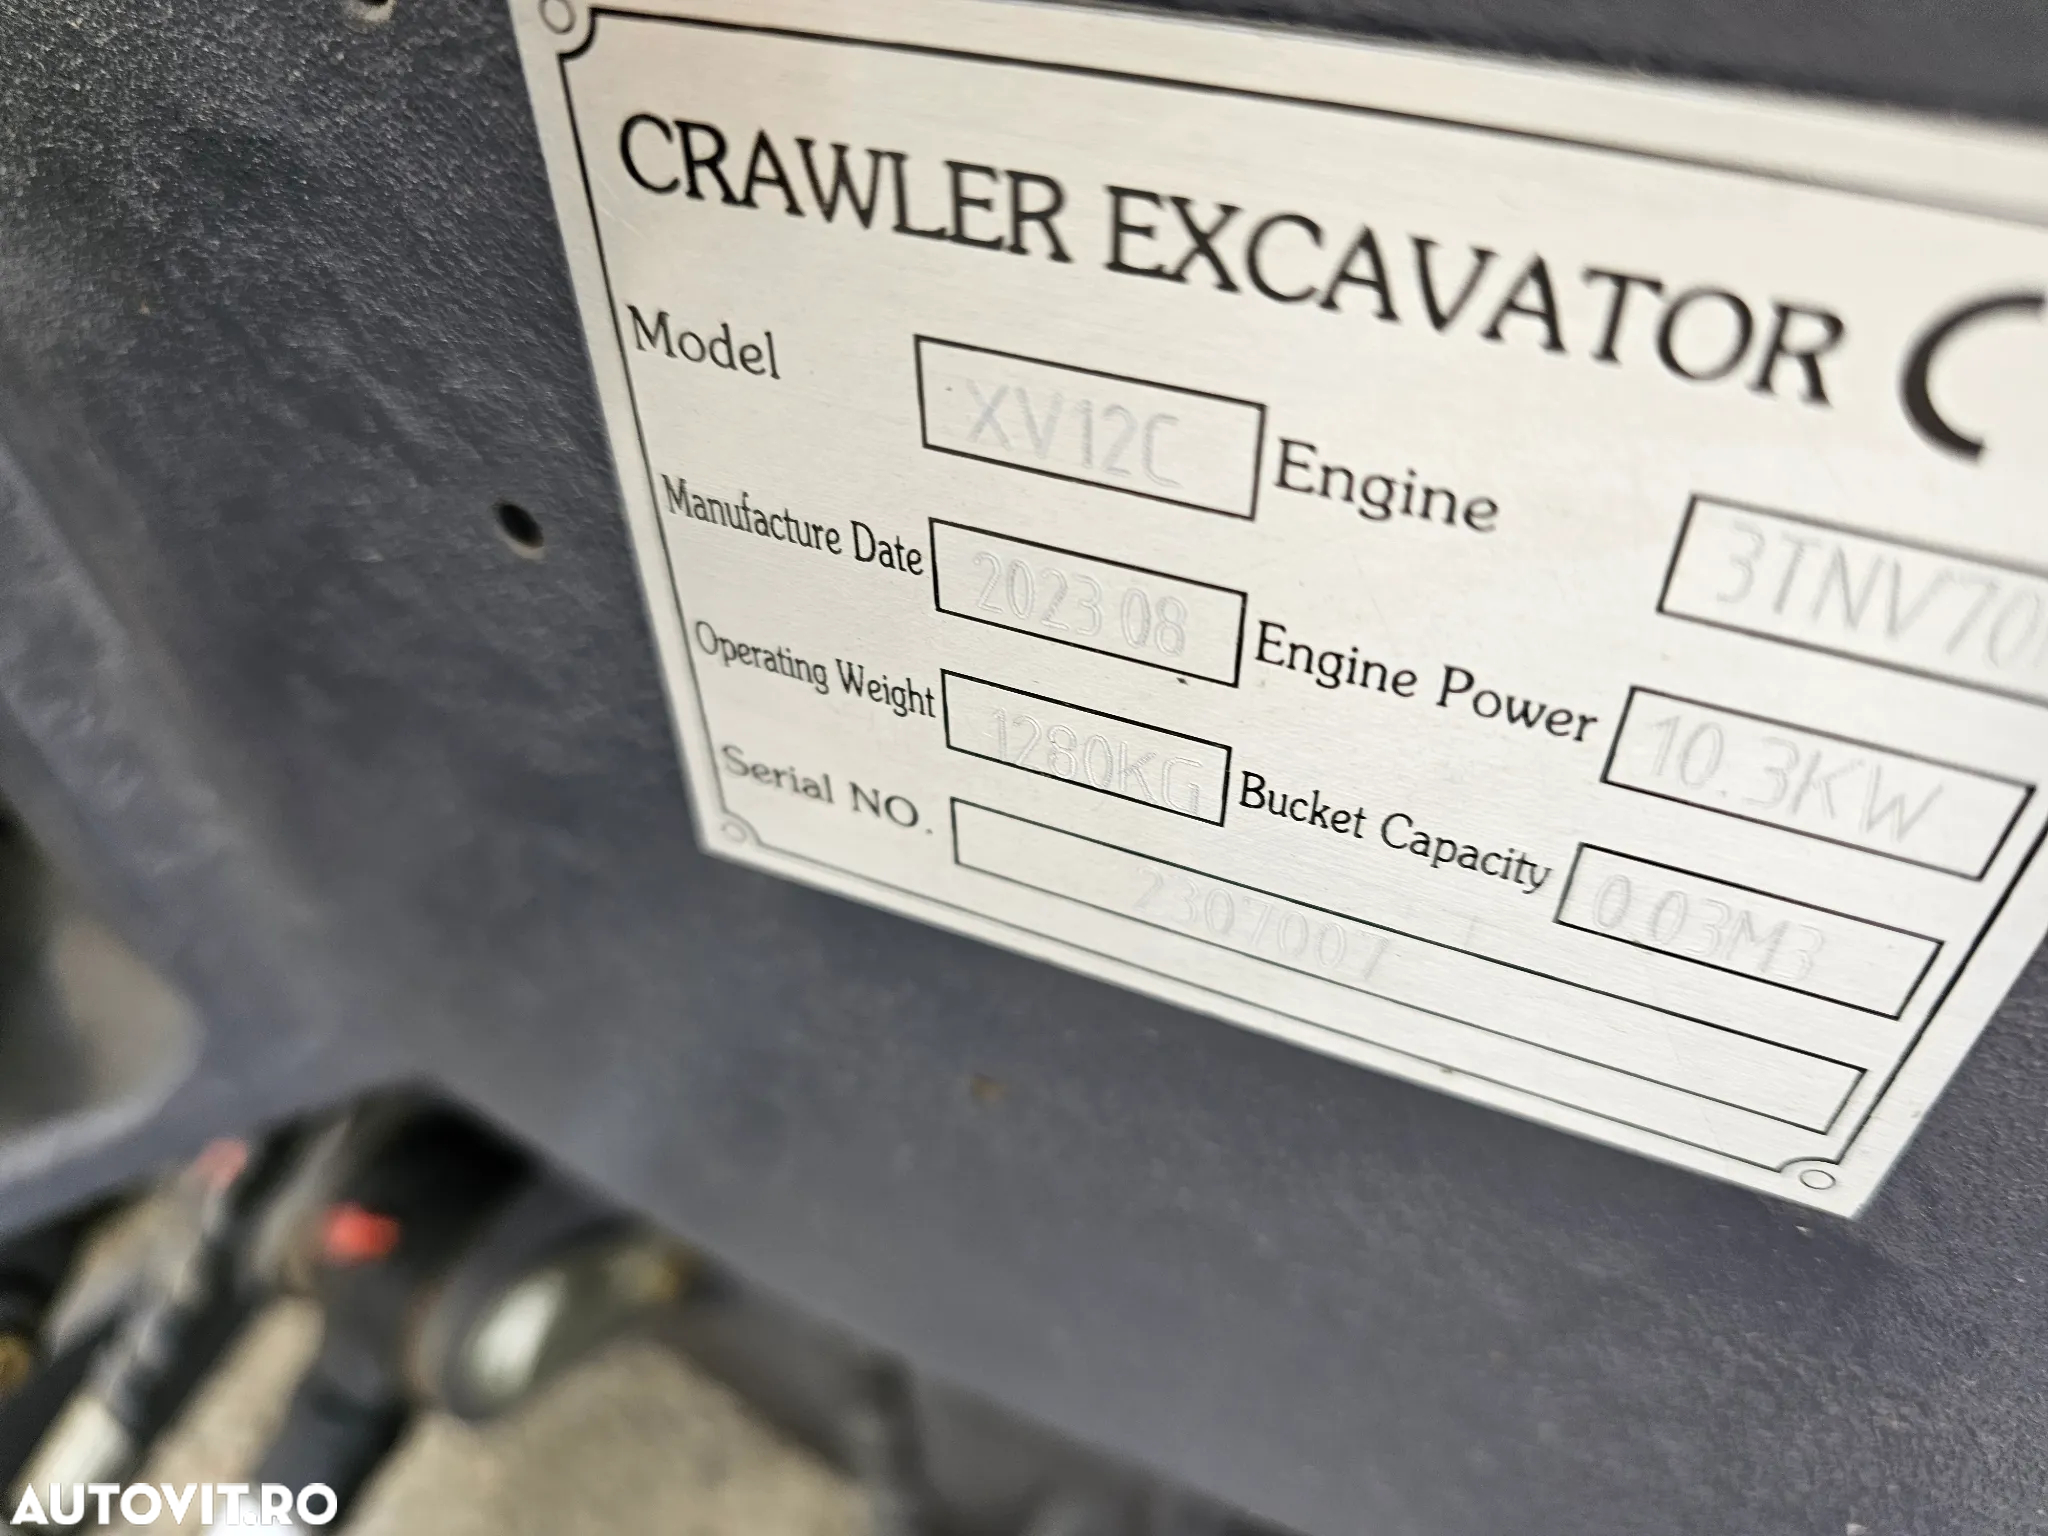 CRAWLER EXCAVATOR
Model XV12C Engine 3TNV70
Manufacture Date 2023 08 Engine Power 10.3KW
Operating Weight 1280KG Bucket Capacity 0.03M3
Serial NO. 2307007
AUTOVIT.RO